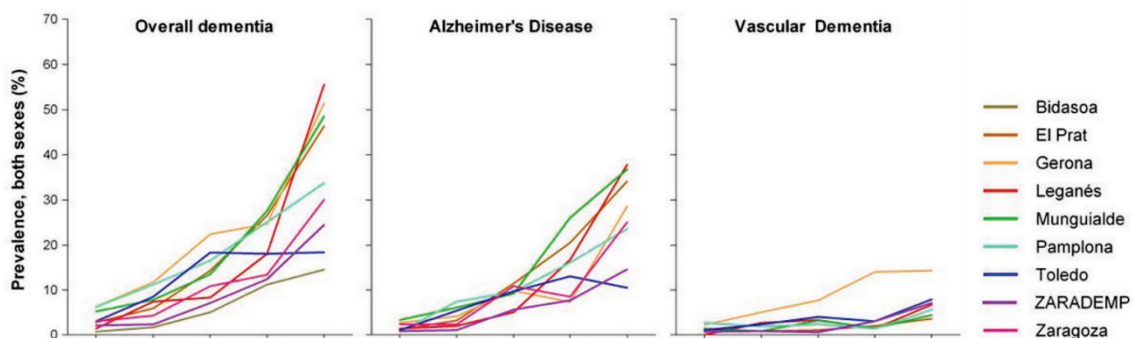 Overall dementia
Alzheimer's Disease
Vascular Dementia
Prevalence, both sexes (%)
70
60
50
40
30
20
10
0
Bidasoa
El Prat
Gerona
Leganés
Munguialde
Pamplona
Toledo
ZARADEMP
Zaragoza